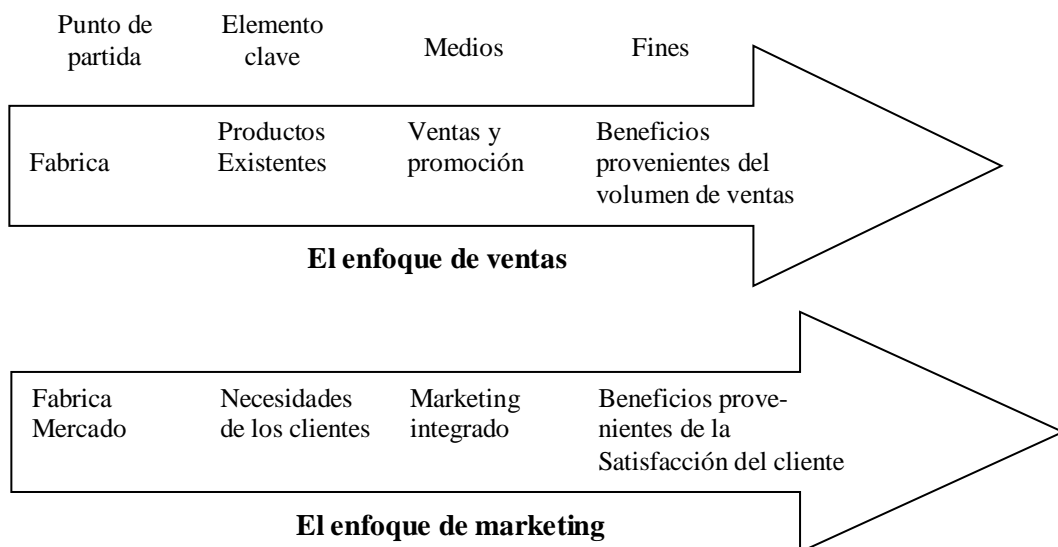 Punto de
partida
Elemento
clave
Medios
Fines
Fabrica
Productos
Existentes
Ventas y
promoción
Beneficios
provenientes del
volumen de ventas
El enfoque de ventas
Fabrica
Mercado
Necesidades
de los clientes
Marketing
integrado
Beneficios prove-
nientes de la
Satisfacción del cliente
El enfoque de marketing